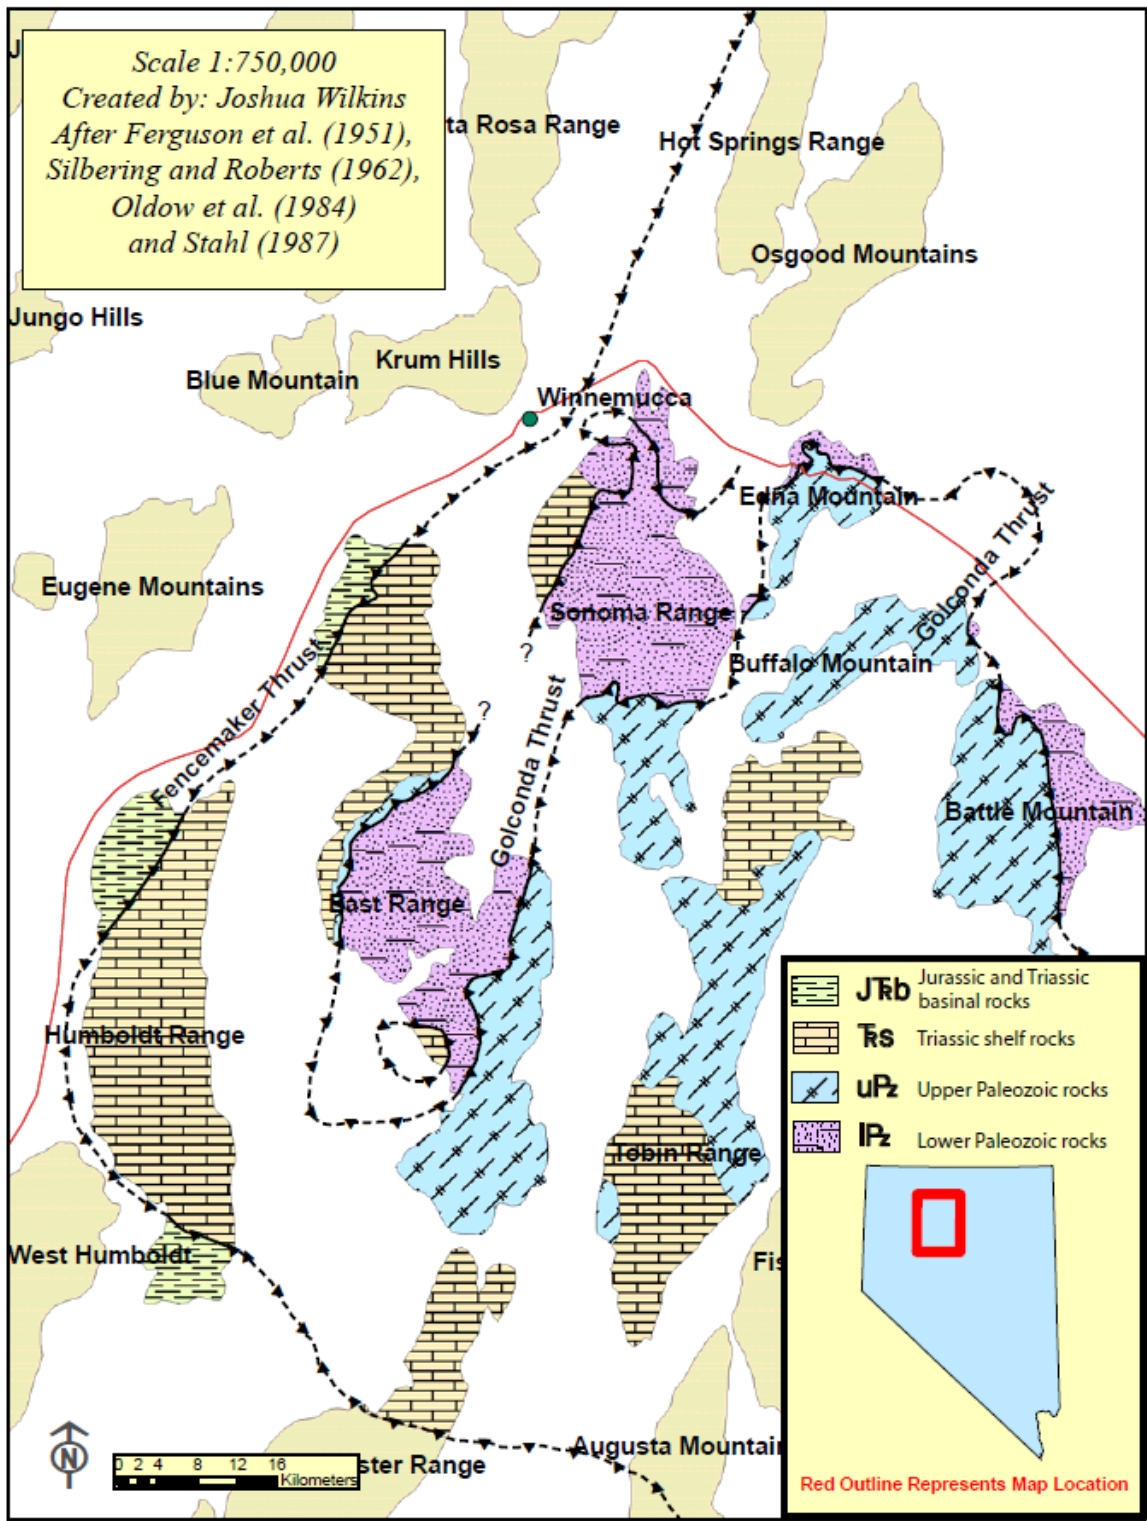 J
Scale 1:750,000
Created by: Joshua Wilkins
After Ferguson et al. (1951),
Silbering and Roberts (1962),
Oldow et al. (1984)
and Stahl (1987)
ta Rosa Range
Hot Springs Range
Osgood Mountains
Jungo Hills
Krum Hills
Blue Mountain
Winnemucca
Edna Mountain
Golconda Thrust
Eugene Mountains
Sonoma Range
?
Buffalo Mountain
Fencemaker Thrust
?
Golconda Thrust
Battle Mountain
East Range
Humboldt Range
Tobin Range
West Humboldt
Fis
ster Range
Augusta Mountain
N
0 2 4 8 12 16
Kilometers
JTRb Jurassic and Triassic
basinal rocks
TRs Triassic shelf rocks
uPz Upper Paleozoic rocks
lPz Lower Paleozoic rocks
Red Outline Represents Map Location